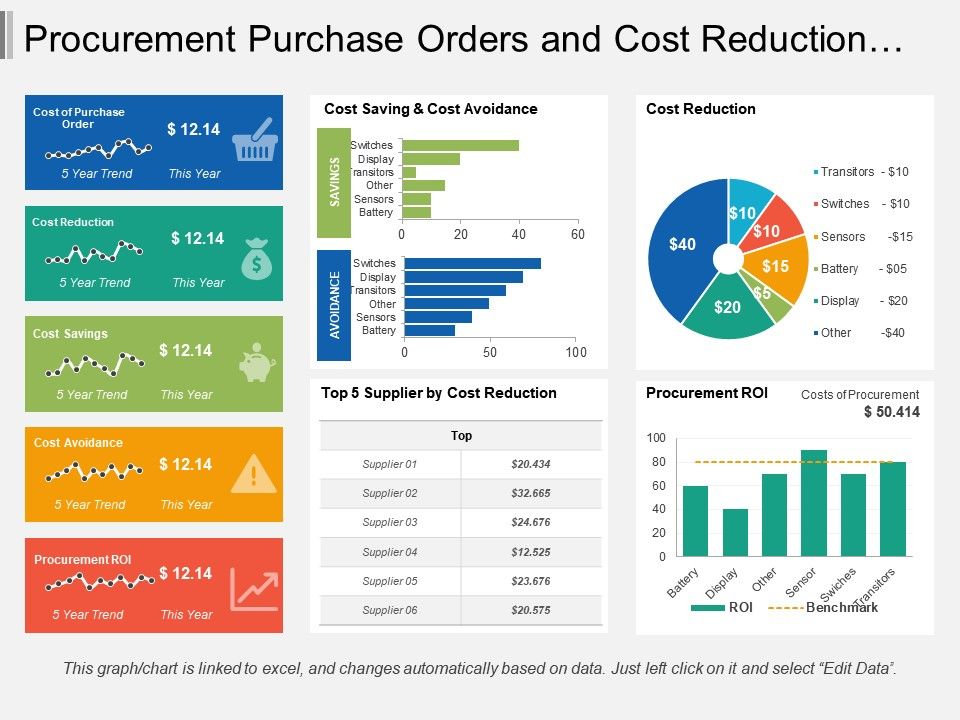 Procurement Purchase Orders and Cost Reduction…
Cost of Purchase
Order
$ 12.14
5 Year Trend
This Year
Cost Reduction
$ 12.14
$
5 Year Trend
This Year
Cost Savings
$ 12.14
5 Year Trend
This Year
Cost Avoidance
$ 12.14
5 Year Trend
This Year
Procurement ROI
$ 12.14
5 Year Trend
This Year
Cost Saving & Cost Avoidance
SAVINGS
Switches
Display
Transitors
Other
Sensors
Battery
0 20 40 60
AVOIDANCE
Switches
Display
Transitors
Other
Sensors
Battery
0 50 100
Top 5 Supplier by Cost Reduction
Top
Supplier 01 $20.434
Supplier 02 $32.665
Supplier 03 $24.676
Supplier 04 $12.525
Supplier 05 $23.676
Supplier 06 $20.575
Cost Reduction
$10
$10
$15
$5
$20
$40
Transitors - $10
Switches - $10
Sensors -$15
Battery - $05
Display - $20
Other -$40
Procurement ROI
Costs of Procurement
$ 50.414
100
80
60
40
20
0
Battery
Display
Other
Sensor
Swiches
Transitors
ROI
Benchmark
This graph/chart is linked to excel, and changes automatically based on data. Just left click on it and select “Edit Data”.